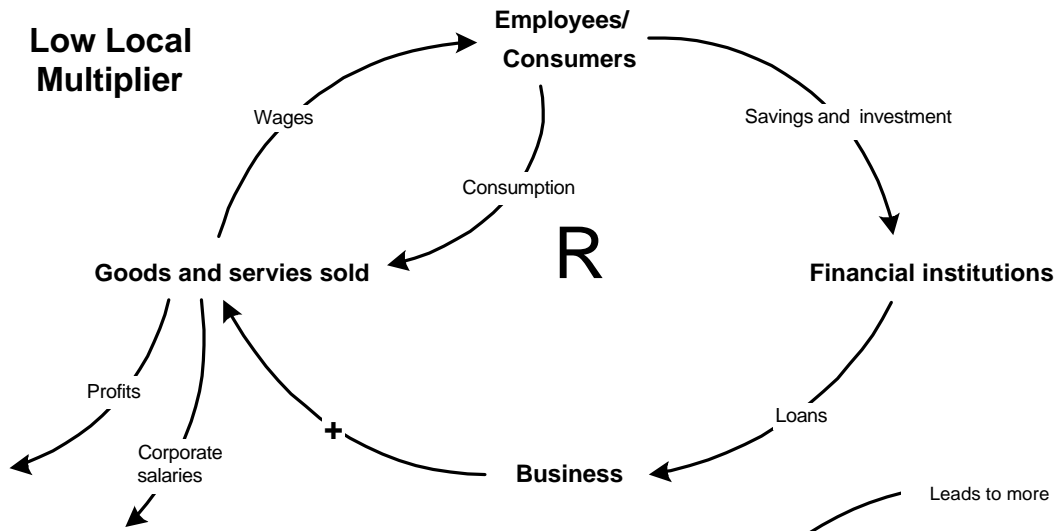 Low Local
Multiplier
Employees/
Consumers
Wages
Savings and investment
Consumption
R
Goods and servies sold
Financial institutions
Profits
Loans
+
Corporate
salaries
Business
Leads to more